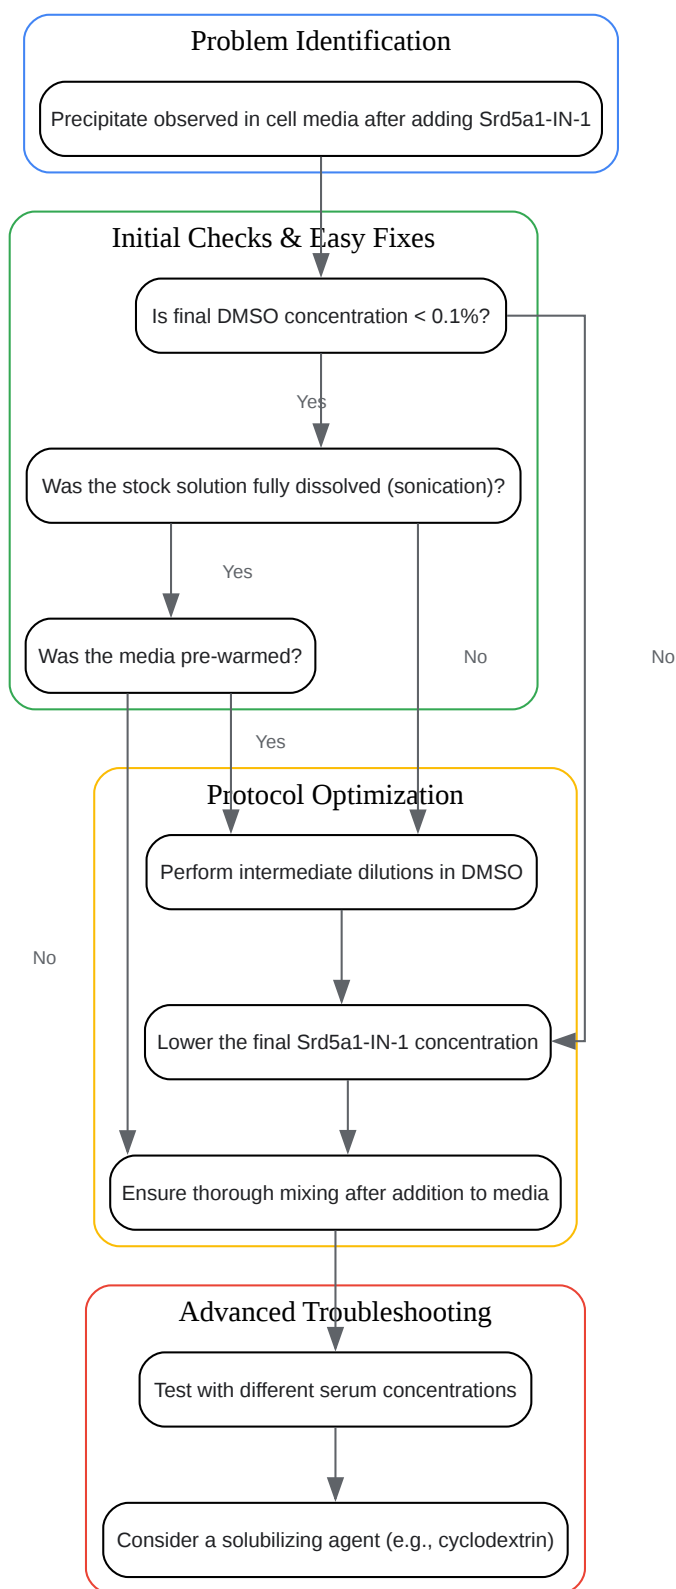 Problem Identification
Precipitate observed in cell media after adding Srd5a1-IN-1
Initial Checks & Easy Fixes
Is final DMSO concentration < 0.1%?
Yes
Was the stock solution fully dissolved (sonication)?
Yes
Was the media pre-warmed?
No
No
Yes
Protocol Optimization
Perform intermediate dilutions in DMSO
No
Lower the final Srd5a1-IN-1 concentration
Ensure thorough mixing after addition to media
Advanced Troubleshooting
Test with different serum concentrations
Consider a solubilizing agent (e.g., cyclodextrin)